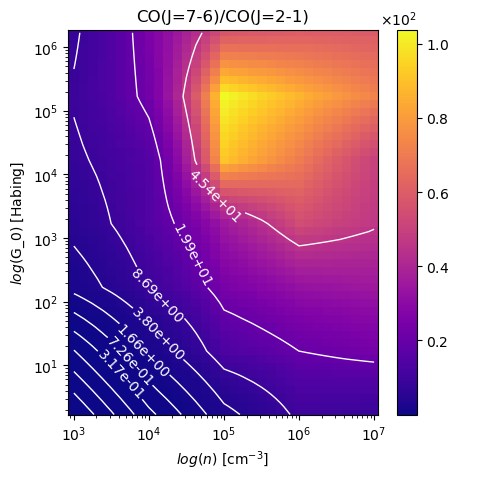 CO(J=7-6)/CO(J=2-1)
×10²
10⁶
10⁵
10⁴
10³
10²
10¹
log(G_0) [Habing]
4.54e+01
1.99e+01
8.69e+00
3.80e+00
1.66e+00
7.26e-01
3.17e-01
10³ 10⁴ 10⁵ 10⁶ 10⁷
log(n) [cm⁻³]
1.0
0.8
0.6
0.4
0.2